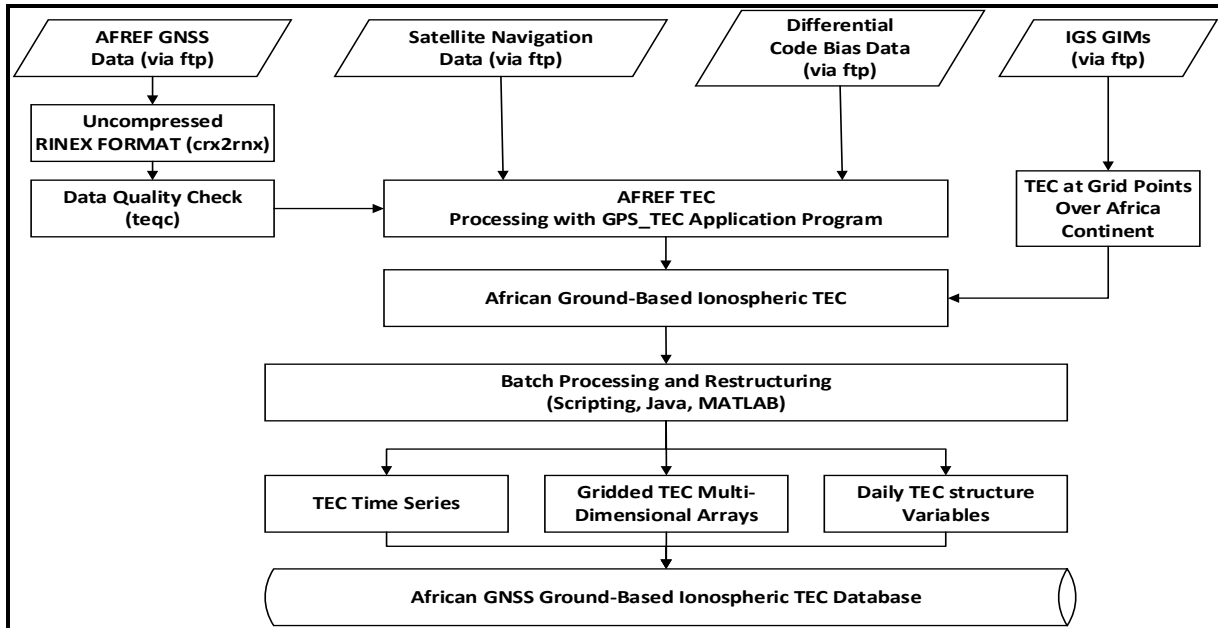 AFREF GNSS
Data (via ftp)
Satellite Navigation
Data (via ftp)
Differential
Code Bias Data
(via ftp)
IGS GIMs
(via ftp)
Uncompressed
RINEX FORMAT (crx2rnx)
Data Quality Check
(teqc)
AFREF TEC
Processing with GPS_TEC Application Program
TEC at Grid Points
Over Africa
Continent
African Ground-Based Ionospheric TEC
Batch Processing and Restructuring
(Scripting, Java, MATLAB)
TEC Time Series
Gridded TEC Multi-
Dimensional Arrays
Daily TEC structure
Variables
African GNSS Ground-Based Ionospheric TEC Database